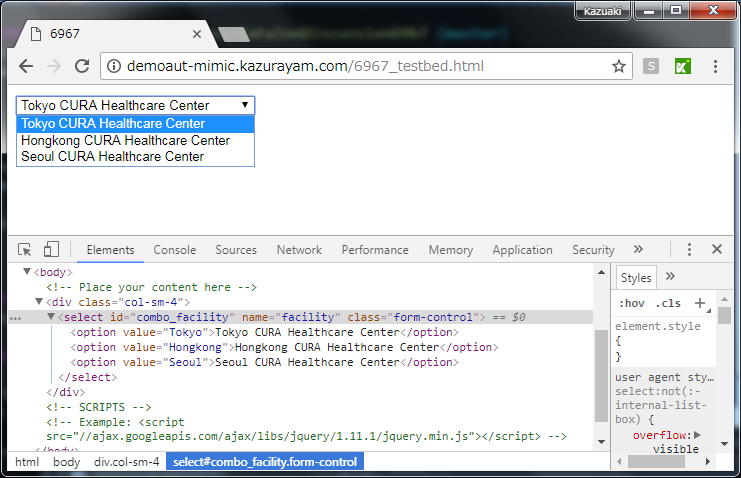 Kazuaki
6967
demoaut-mimic.kazurayam.com/6967_testbed.html
Tokyo CURA Healthcare Center
Tokyo CURA Healthcare Center
Hongkong CURA Healthcare Center
Seoul CURA Healthcare Center
Elements Console Sources Network Performance Memory Application Security »
<body>
<!-- Place your content here -->
<div class="col-sm-4">
... <select id="combo_facility" name="facility" class="form-control"> == $0
<option value="Tokyo">Tokyo CURA Healthcare Center</option>
<option value="Hongkong">Hongkong CURA Healthcare Center</option>
<option value="Seoul">Seoul CURA Healthcare Center</option>
</select>
</div>
<!-- SCRIPTS -->
<!-- Example: <script
src="//ajax.googleapis.com/ajax/libs/jquery/1.11.1/jquery.min.js"></script> -->
</body>
html body div.col-sm-4 select#combo_facility.form-control
Styles »
:hov .cls +
element.style
{
}
user agent sty…
select:not(:-
internal-list-
box) {
overflow:
visible